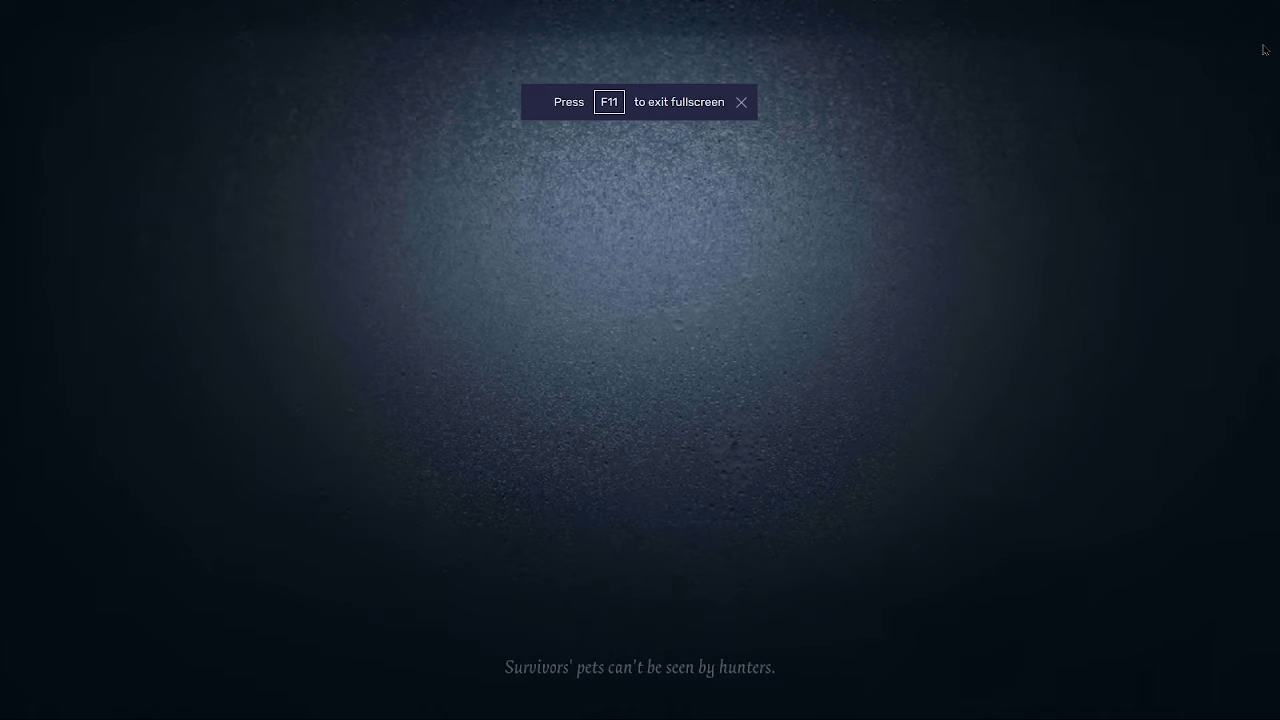 Press F11 to exit fullscreen
Survivors' pets can't be seen by hunters.